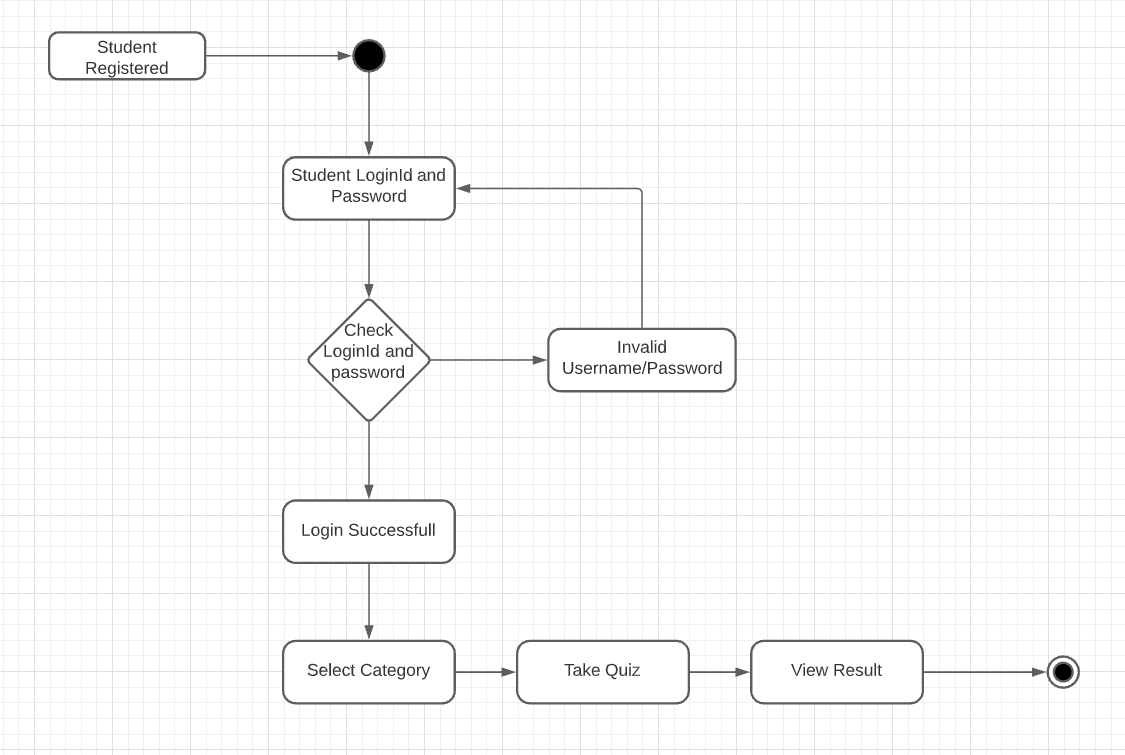 Student
Registered
Student LoginId and
Password
Check
LoginId and
password
Invalid
Username/Password
Login Successfull
Select Category
Take Quiz
View Result